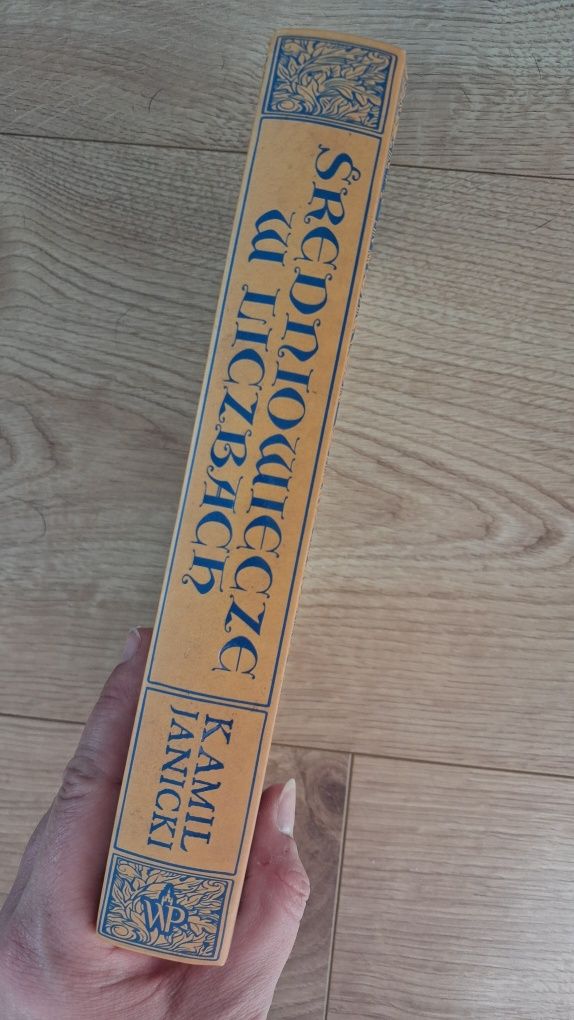 ŚREDNIOWIECZE
W LICZBACH
KAMIL
JANICKI
WP